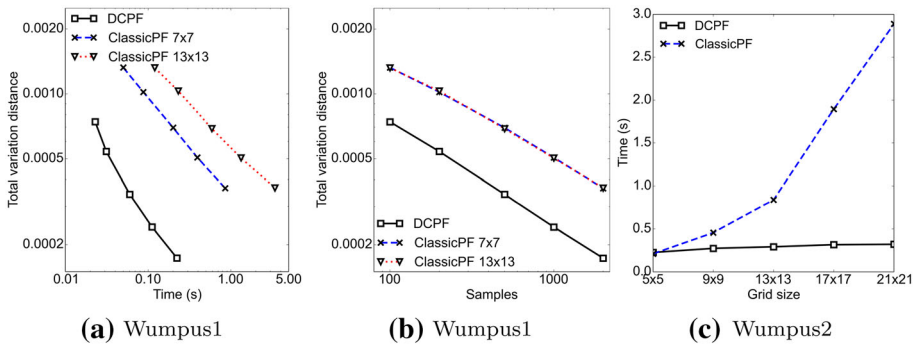 0.0020
0.0010
0.0005
0.0002
Total variation distance
DCPF
ClassicPF 7x7
ClassicPF 13x13
0.01 0.10 1.00 5.00
Time (s)
(a) Wumpus1
0.0020
0.0010
0.0005
0.0002
Total variation distance
DCPF
ClassicPF 7x7
ClassicPF 13x13
100 1000
Samples
(b) Wumpus1
3.0
2.5
2.0
1.5
1.0
0.5
0.0
Time (s)
DCPF
ClassicPF
5x5 9x9 13x13 17x17 21x21
Grid size
(c) Wumpus2